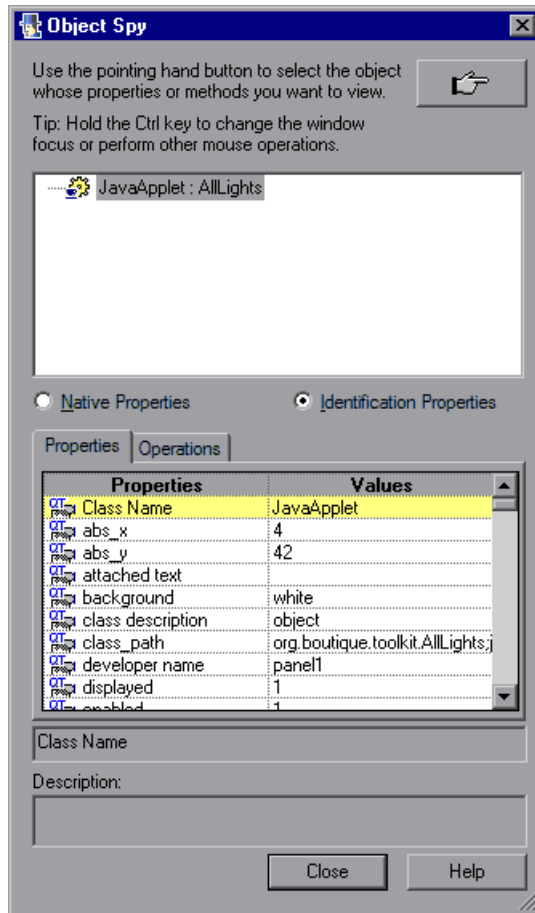 Object Spy
Use the pointing hand button to select the object
whose properties or methods you want to view.
Tip: Hold the Ctrl key to change the window
focus or perform other mouse operations.
JavaApplet : AllLights
Native Properties Identification Properties
Properties Operations
Properties Values
Class Name JavaApplet
abs_x 4
abs_y 42
attached text
background white
class description object
class_path org.boutique.toolkit.AllLights;j
developer name panel1
displayed 1
enabled 1
Class Name
Description:
Close Help